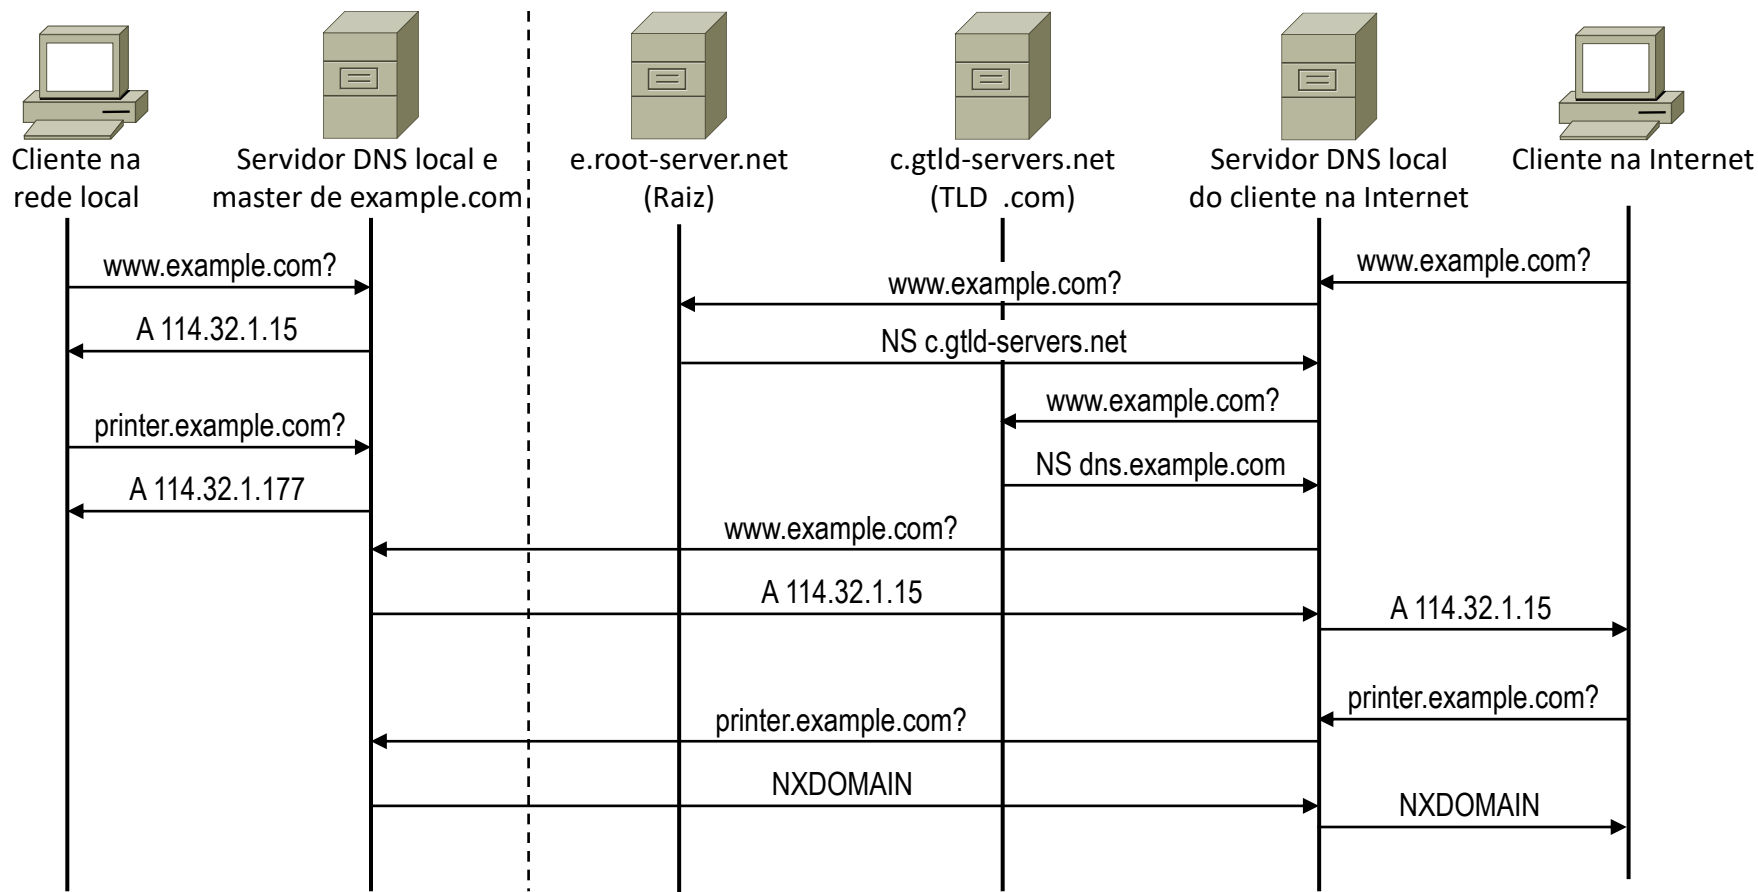 Cliente na
rede local
Servidor DNS local e
master de example.com
e.root-server.net
(Raiz)
c.gtld-servers.net
(TLD .com)
Servidor DNS local
do cliente na Internet
Cliente na Internet
www.example.com?
www.example.com?
www.example.com?
A 114.32.1.15
NS c.gtld-servers.net
www.example.com?
printer.example.com?
NS dns.example.com
A 114.32.1.177
www.example.com?
A 114.32.1.15
A 114.32.1.15
printer.example.com?
printer.example.com?
NXDOMAIN
NXDOMAIN